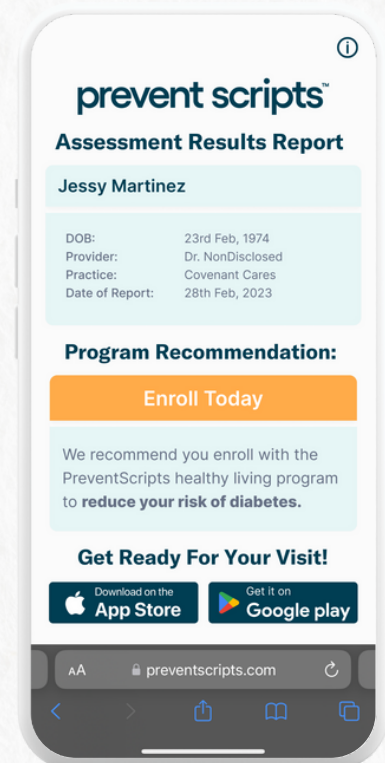 prevent scripts™
Assessment Results Report
Jessy Martinez
DOB: 23rd Feb, 1974
Provider: Dr. NonDisclosed
Practice: Covenant Cares
Date of Report: 28th Feb, 2023
Program Recommendation:
Enroll Today
We recommend you enroll with the
PreventScripts healthy living program
to reduce your risk of diabetes.
Get Ready For Your Visit!
Download on the
App Store
Get it on
Google play
AA preventscripts.com